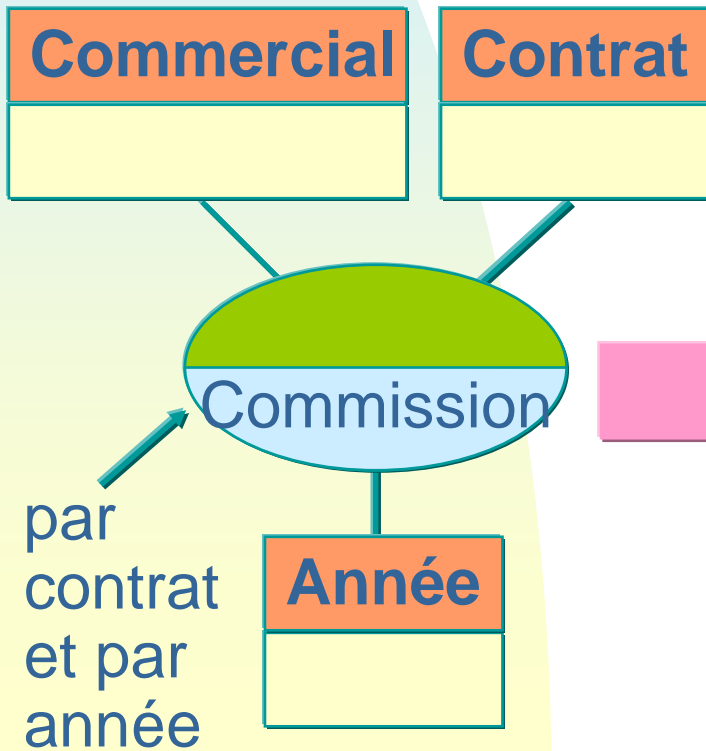 Commercial
Contrat
Commission
par
contrat
et par
année
Année